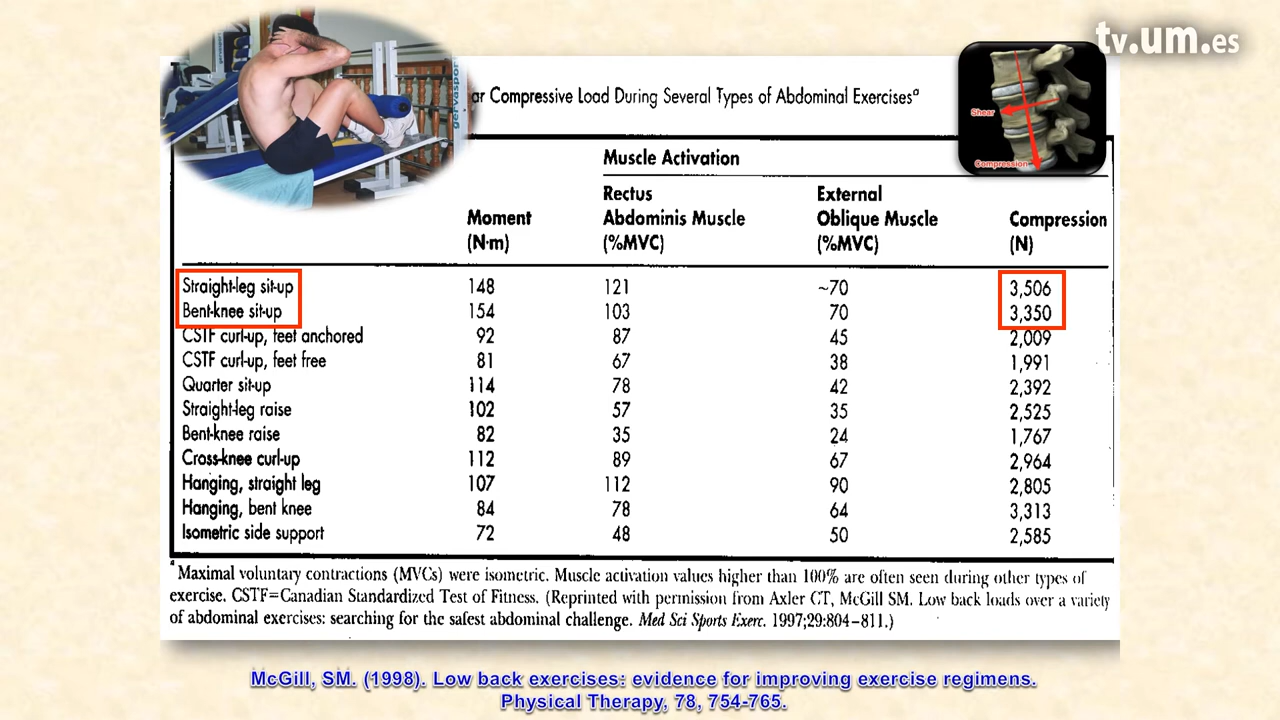 tv.um.es
ar Compressive Load During Several Types of Abdominal Exercisesa
Shear
Compression
Muscle Activation
Moment (N·m) Rectus Abdominis Muscle (%MVC) External Oblique Muscle (%MVC) Compression (N)
Straight-leg sit-up 148 121 ~70 3,506
Bent-knee sit-up 154 103 70 3,350
CSTF curl-up, feet anchored 92 87 45 2,009
CSTF curl-up, feet free 81 67 38 1,991
Quarter sit-up 114 78 42 2,392
Straight-leg raise 102 57 35 2,525
Bent-knee raise 82 35 24 1,767
Cross-knee curl-up 112 89 67 2,964
Hanging, straight leg 107 112 90 2,805
Hanging, bent knee 84 78 64 3,313
Isometric side support 72 48 50 2,585
a Maximal voluntary contractions (MVCs) were isometric. Muscle activation values higher than 100% are often seen during other types of
exercise. CSTF=Canadian Standardized Test of Fitness. (Reprinted with permission from Axler CT, McGill SM. Low back loads over a variety
of abdominal exercises: searching for the safest abdominal challenge. Med Sci Sports Exerc. 1997;29:804–811.)
McGill, SM. (1998). Low back exercises: evidence for improving exercise regimens.
Physical Therapy, 78, 754-765.